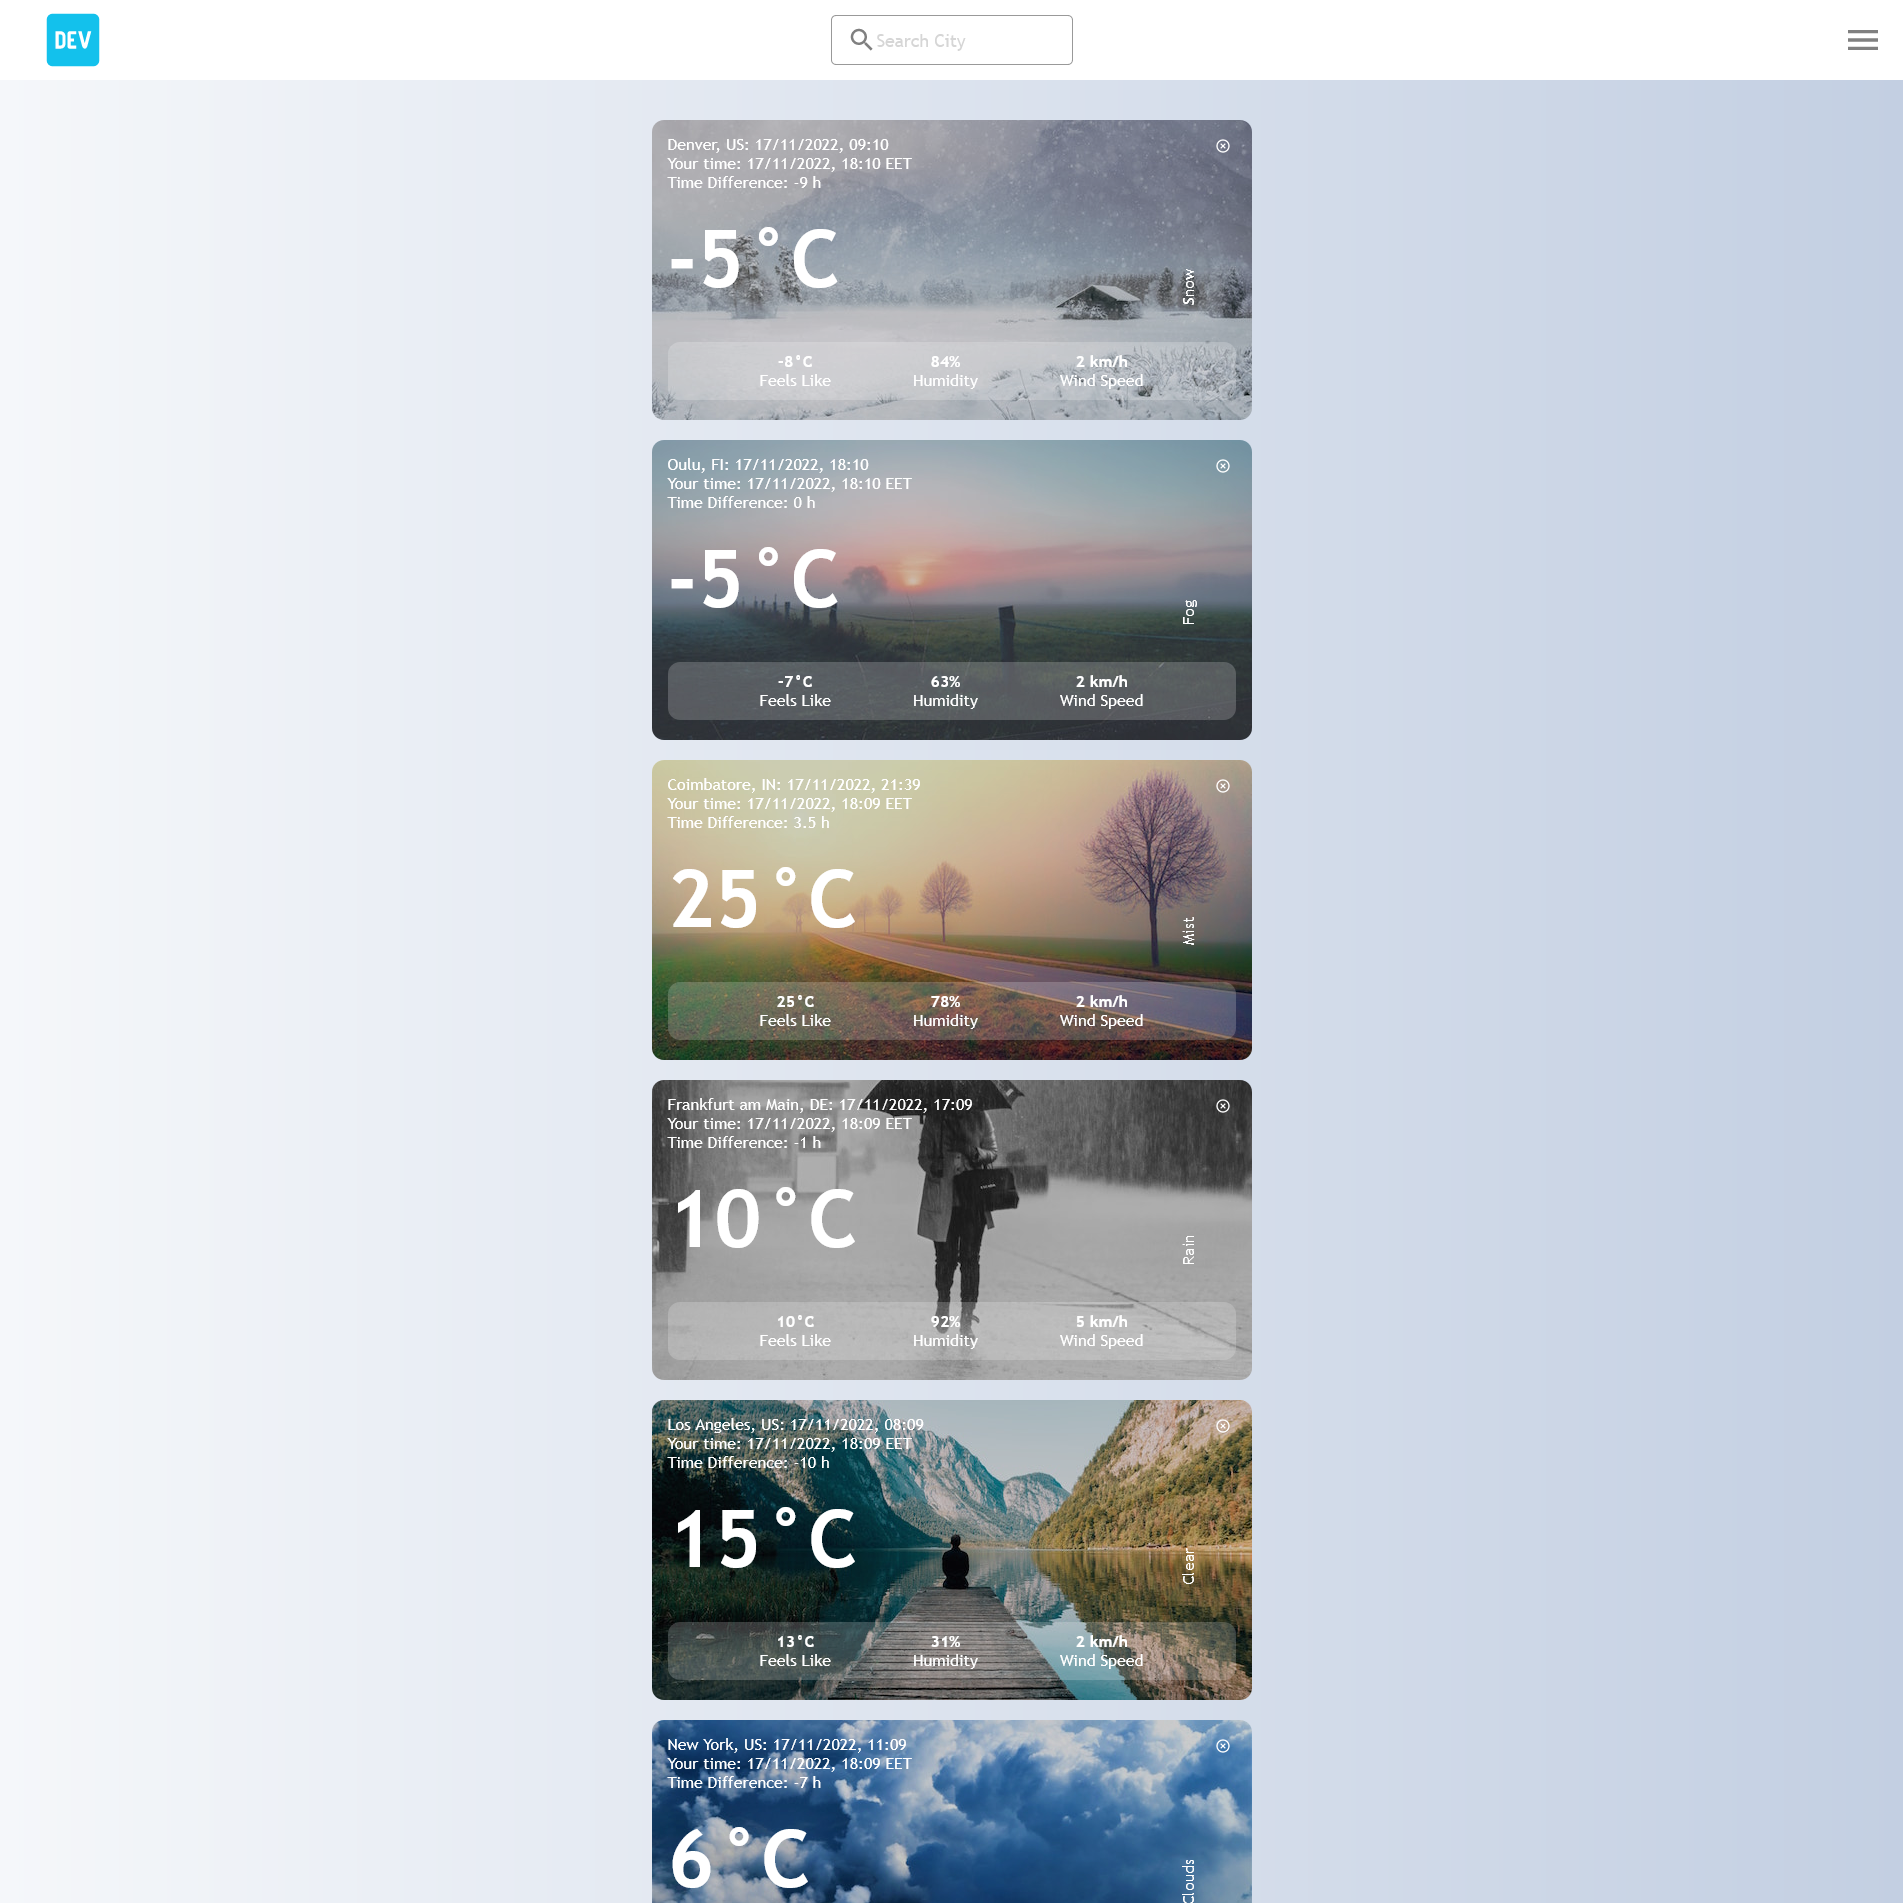 DEV
Search City
Denver, US: 17/11/2022, 09:10
Your time: 17/11/2022, 18:10 EET
Time Difference: -9 h
-5°C
Snow
-8°C 84% 2 km/h
Feels Like Humidity Wind Speed
Oulu, FI: 17/11/2022, 18:10
Your time: 17/11/2022, 18:10 EET
Time Difference: 0 h
-5°C
Fog
-7°C 63% 2 km/h
Feels Like Humidity Wind Speed
Coimbatore, IN: 17/11/2022, 21:39
Your time: 17/11/2022, 18:09 EET
Time Difference: 3.5 h
25°C
Mist
25°C 78% 2 km/h
Feels Like Humidity Wind Speed
Frankfurt am Main, DE: 17/11/2022, 17:09
Your time: 17/11/2022, 18:09 EET
Time Difference: -1 h
10°C
Rain
10°C 92% 5 km/h
Feels Like Humidity Wind Speed
Los Angeles, US: 17/11/2022, 08:09
Your time: 17/11/2022, 18:09 EET
Time Difference: -10 h
15°C
Clear
13°C 31% 2 km/h
Feels Like Humidity Wind Speed
New York, US: 17/11/2022, 11:09
Your time: 17/11/2022, 18:09 EET
Time Difference: -7 h
6°C
Clouds